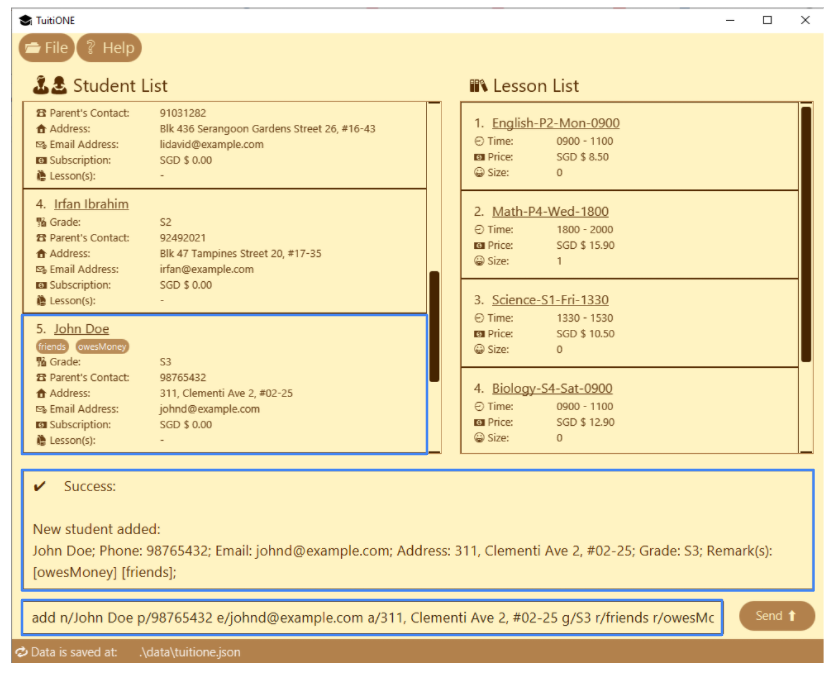 TuitiONE
File
Help
Student List
Parent's Contact: 91031282
Address: Blk 436 Serangoon Gardens Street 26, #16-43
Email Address: lidavid@example.com
Subscription: SGD $ 0.00
Lesson(s): -
4. Irfan Ibrahim
Grade: S2
Parent's Contact: 92492021
Address: Blk 47 Tampines Street 20, #17-35
Email Address: irfan@example.com
Subscription: SGD $ 0.00
Lesson(s): -
5. John Doe
friends owesMoney
Grade: S3
Parent's Contact: 98765432
Address: 311, Clementi Ave 2, #02-25
Email Address: johnd@example.com
Subscription: SGD $ 0.00
Lesson(s): -
Lesson List
1. English-P2-Mon-0900
Time: 0900 - 1100
Price: SGD $ 8.50
Size: 0
2. Math-P4-Wed-1800
Time: 1800 - 2000
Price: SGD $ 15.90
Size: 1
3. Science-S1-Fri-1330
Time: 1330 - 1530
Price: SGD $ 10.50
Size: 0
4. Biology-S4-Sat-0900
Time: 0900 - 1100
Price: SGD $ 12.90
Size: 0
✔ Success:
New student added:
John Doe; Phone: 98765432; Email: johnd@example.com; Address: 311, Clementi Ave 2, #02-25; Grade: S3; Remark(s):
[owesMoney] [friends];
add n/John Doe p/98765432 e/johnd@example.com a/311, Clementi Ave 2, #02-25 g/S3 r/friends r/owesMo
Send
Data is saved at: .\data\tuitione.json